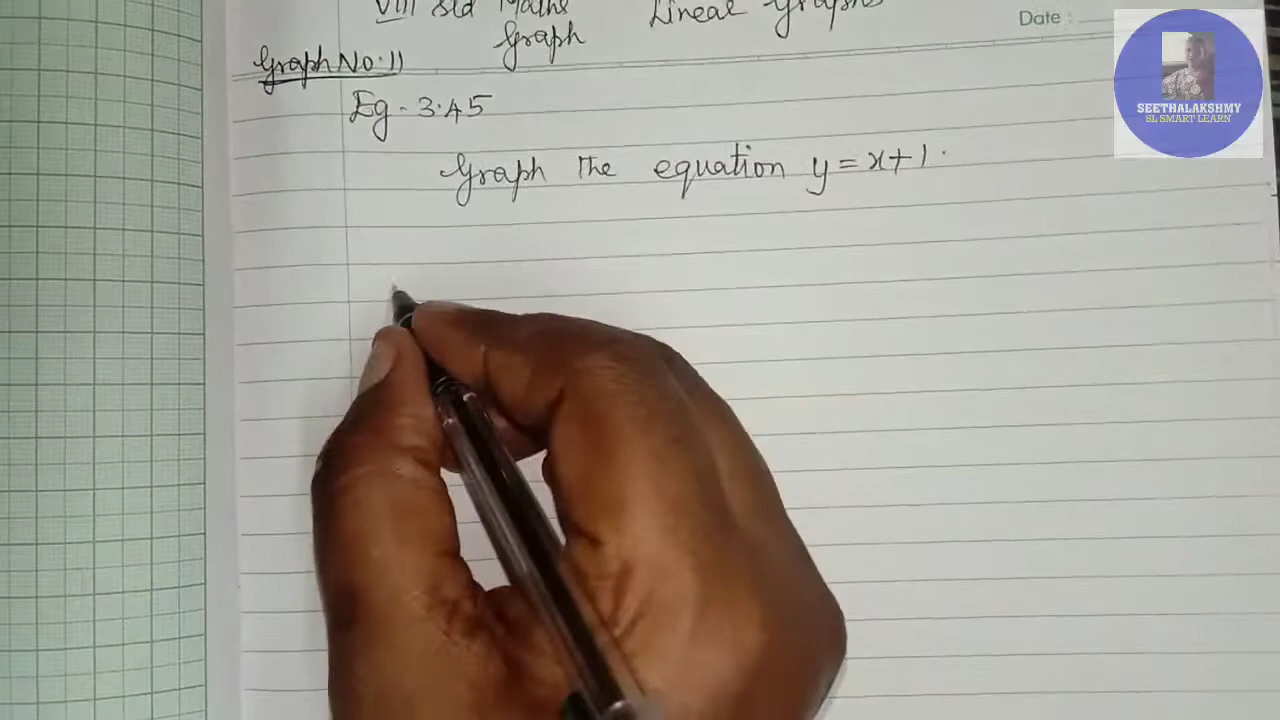 VIII Std Maths Linear Graphs
Graph
Date :
Graph No. 11
Eg. 3.45
Graph the equation y = x + 1.
SEETHALAKSHMY
SL SMART LEARN